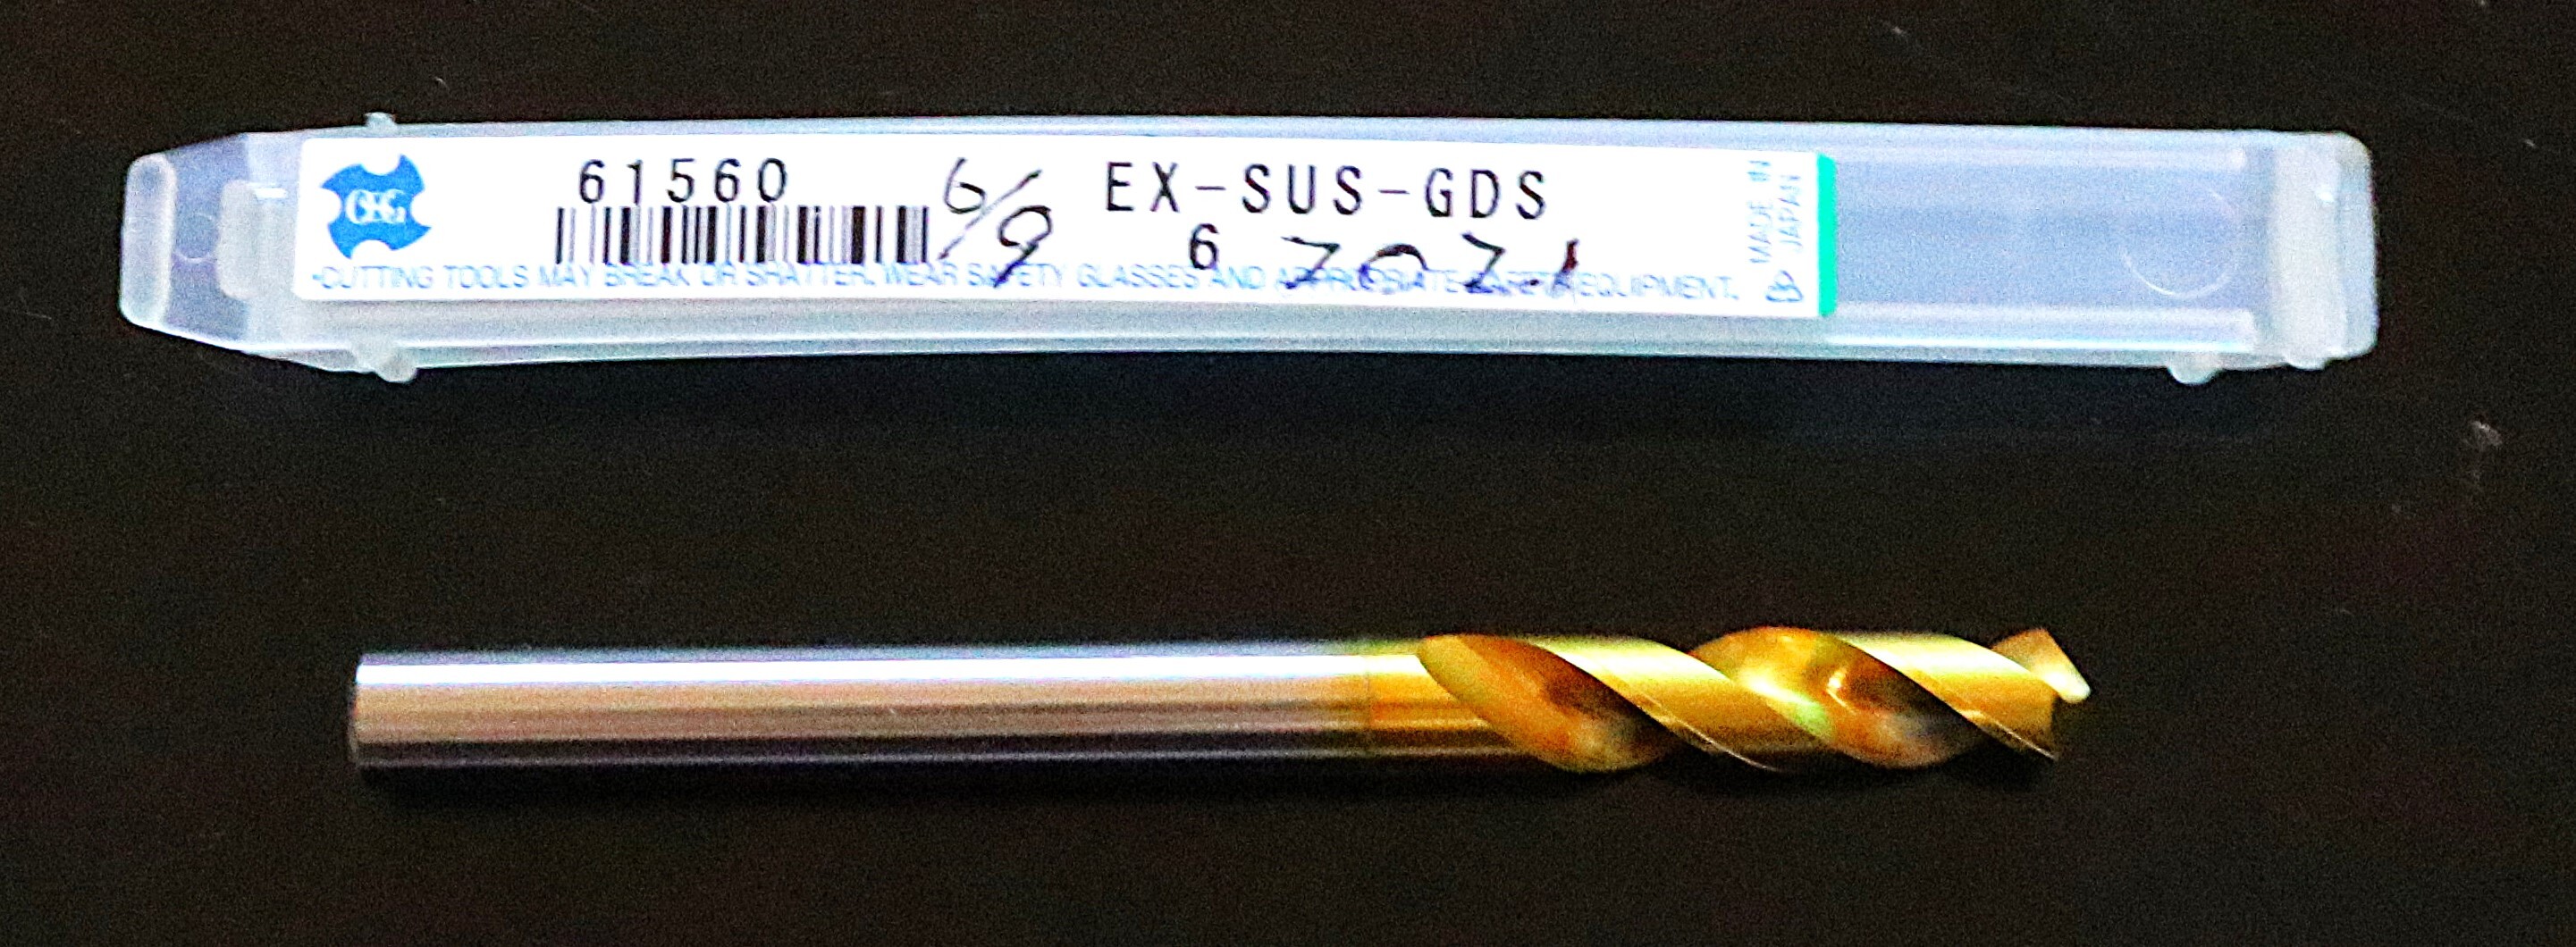 OSG
61560
6/9
EX-SUS-GDS
6
•CUTTING TOOLS MAY BREAK OR SHATTER. WEAR SAFETY GLASSES AND APPROPRIATE SAFETY EQUIPMENT.
MADE IN
JAPAN